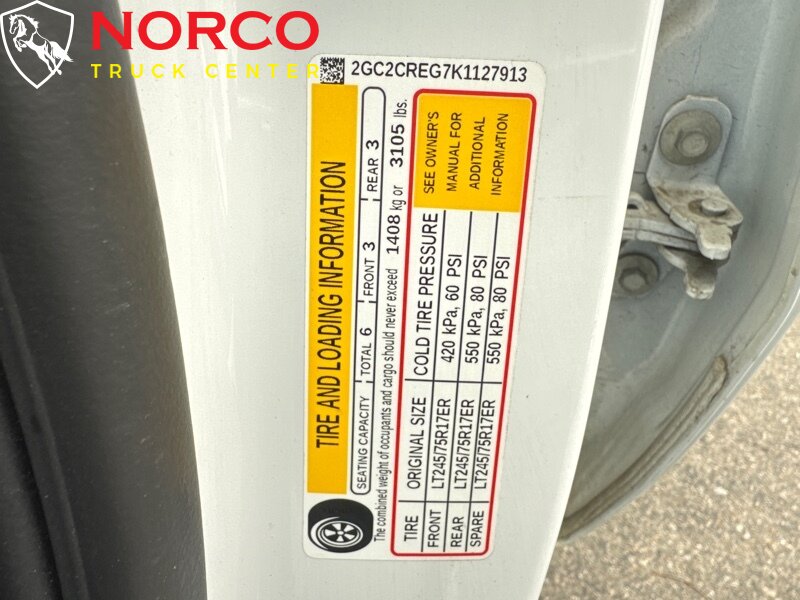 NORCO
TRUCK CENTER
2GC2CREG7K1127913
TIRE AND LOADING INFORMATION
SEATING CAPACITY TOTAL 6 FRONT 3 REAR 3
The combined weight of occupants and cargo should never exceed 1408 kg or 3105 lbs.
TIRE ORIGINAL SIZE COLD TIRE PRESSURE
FRONT LT245/75R17ER 420 kPa, 60 PSI
REAR LT245/75R17ER 550 kPa, 80 PSI
SPARE LT245/75R17ER 550 kPa, 80 PSI
SEE OWNER'S
MANUAL FOR
ADDITIONAL
INFORMATION